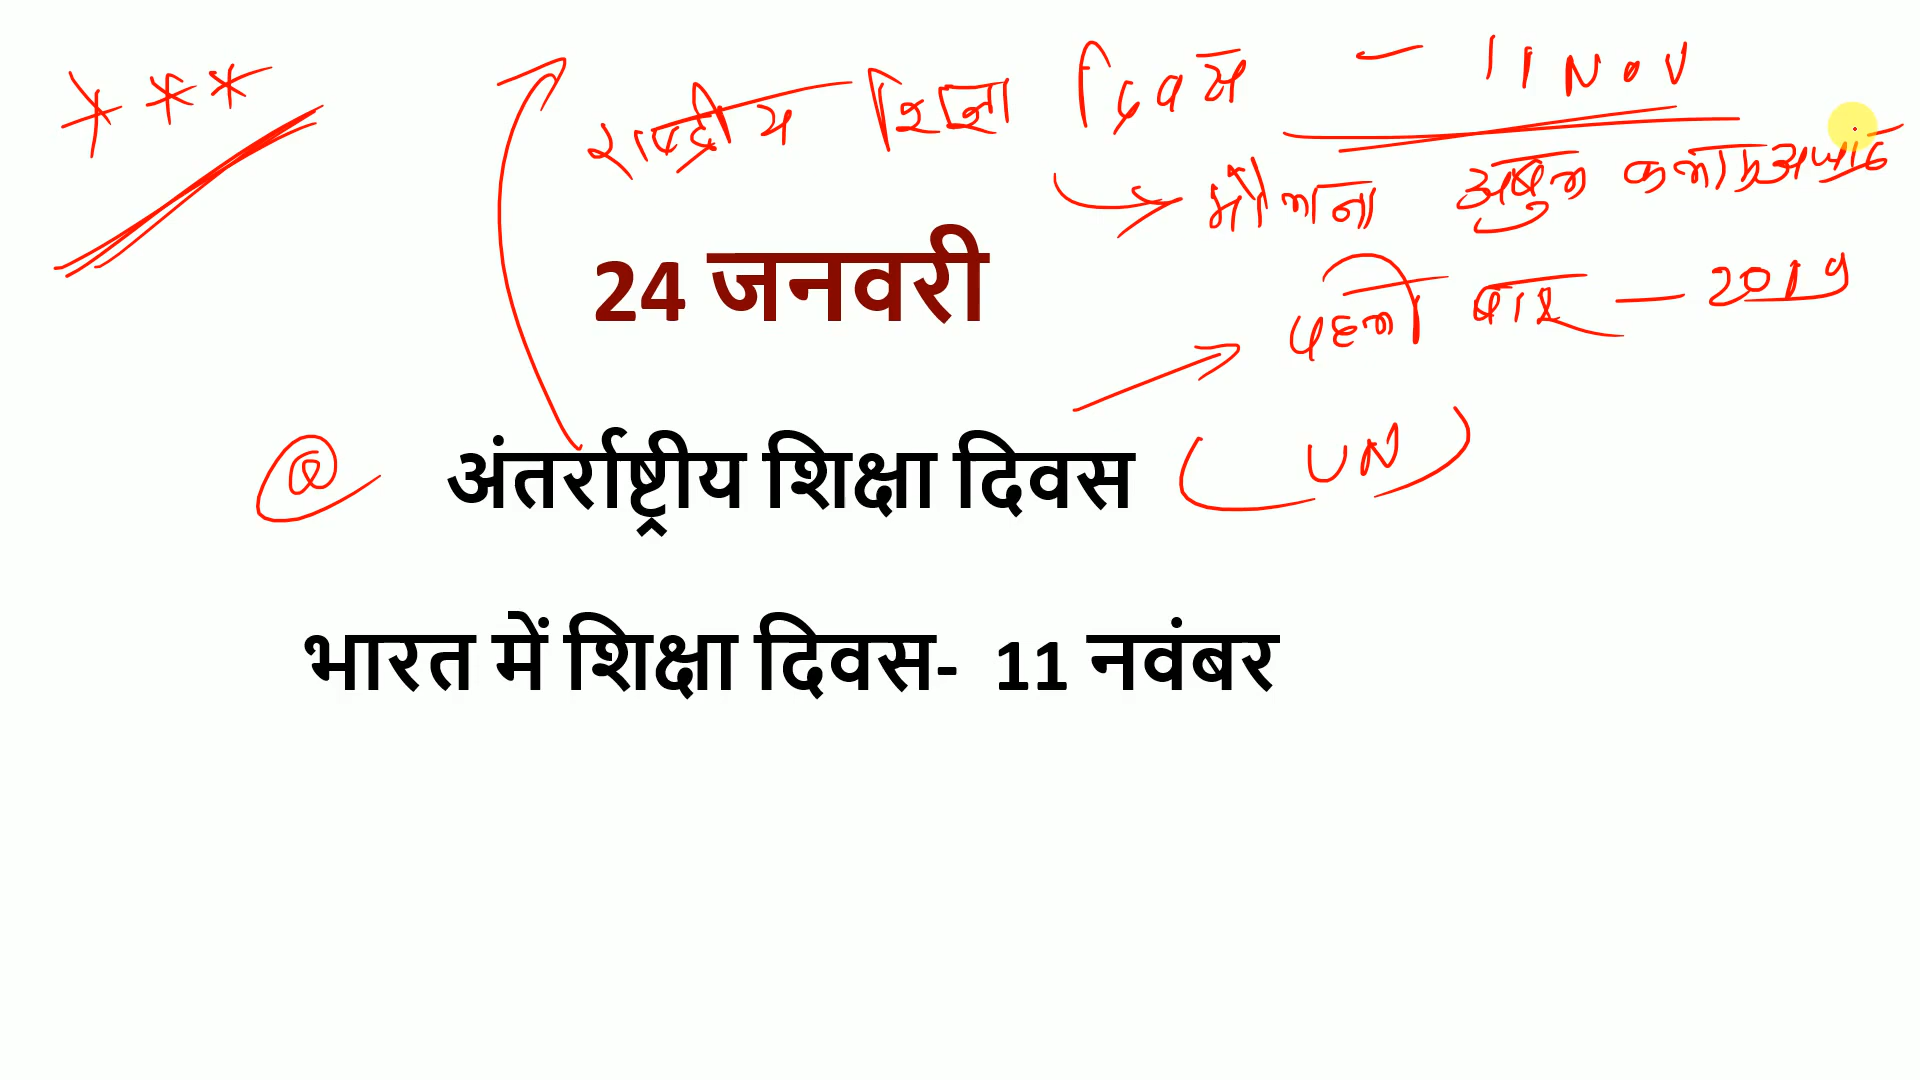 ***
राष्ट्रीय शिक्षा दिवस - 11 Nov
मौलाना अबुल कलाम आजाद
24 जनवरी
पहली बार - 2019
@ अंतर्राष्ट्रीय शिक्षा दिवस (UN)
भारत में शिक्षा दिवस- 11 नवंबर